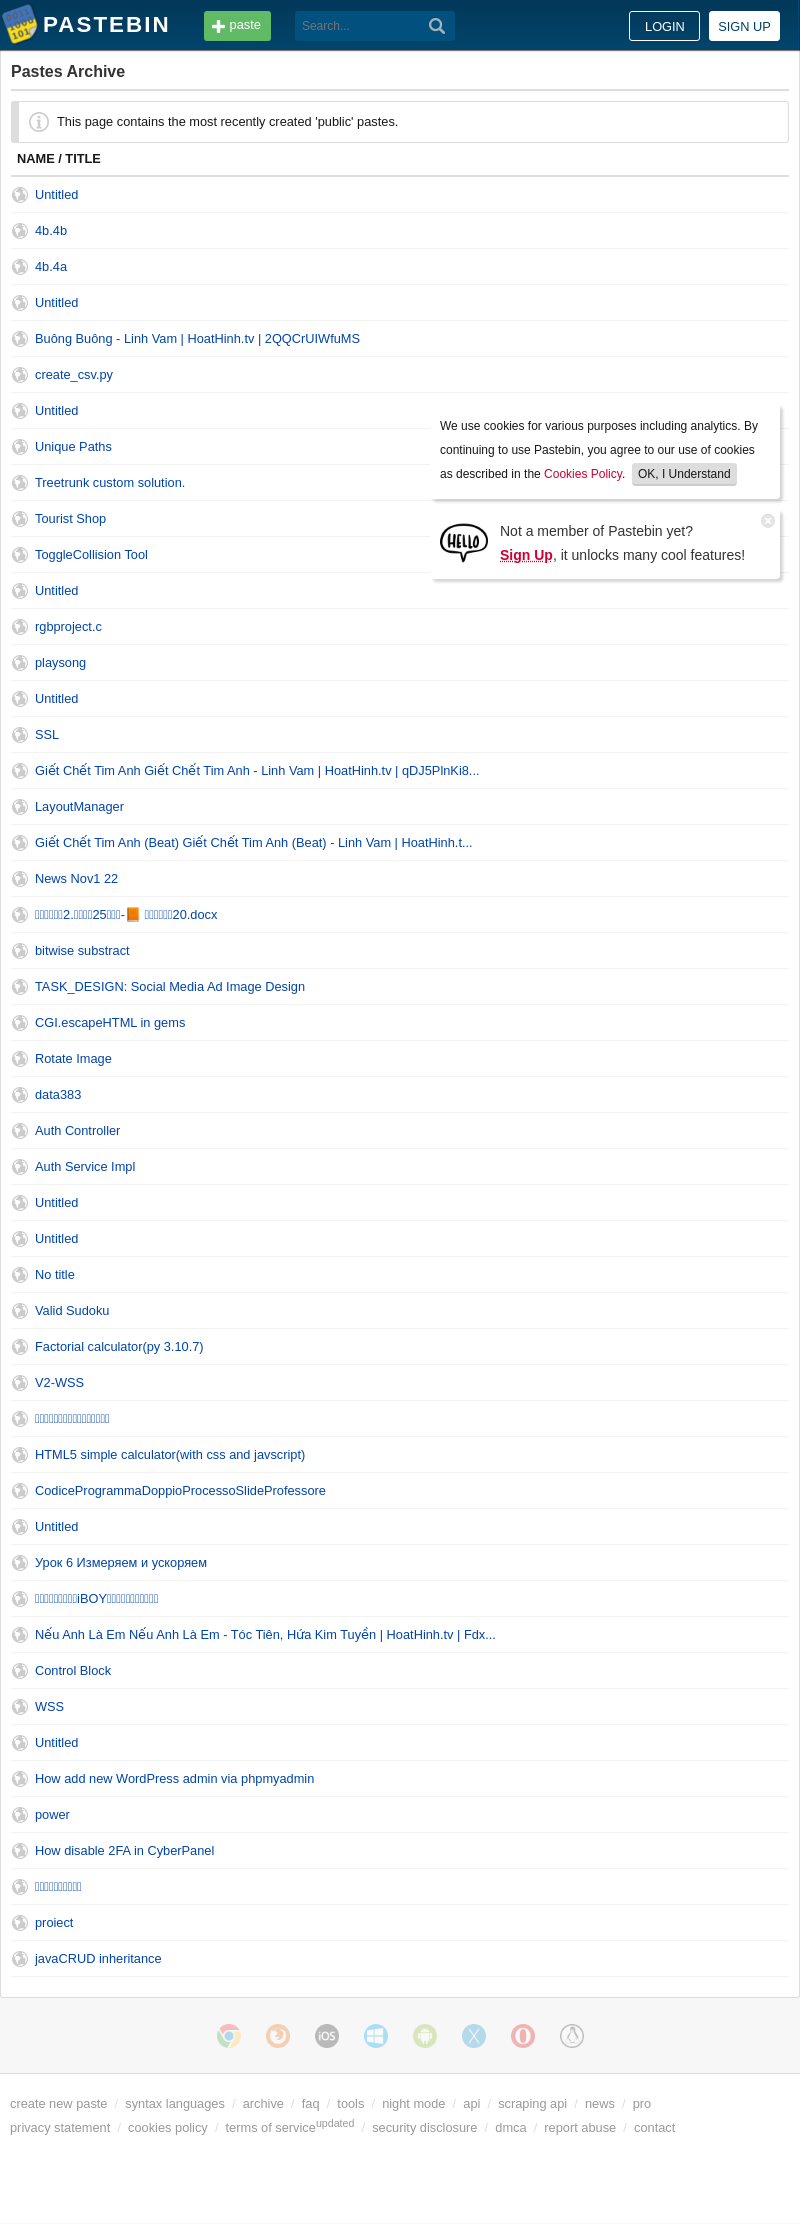 PASTEBIN
paste
Search...
LOGIN
SIGN UP
Pastes Archive
This page contains the most recently created 'public' pastes.
NAME / TITLE
Untitled
4b.4b
4b.4a
Untitled
Buông Buông - Linh Vam | HoatHinh.tv | 2QQCrUIWfuMS
create_csv.py
Untitled
Unique Paths
Treetrunk custom solution.
Tourist Shop
ToggleCollision Tool
We use cookies for various purposes including analytics. By
continuing to use Pastebin, you agree to our use of cookies
as described in the Cookies Policy. OK, I Understand
HELLO
Not a member of Pastebin yet?
Sign Up, it unlocks many cool features!
Untitled
rgbproject.c
playsong
Untitled
SSL
Giết Chết Tim Anh Giết Chết Tim Anh - Linh Vam | HoatHinh.tv | qDJ5PlnKi8...
LayoutManager
Giết Chết Tim Anh (Beat) Giết Chết Tim Anh (Beat) - Linh Vam | HoatHinh.t...
News Nov1 22
2. 25 -📙 20.docx
bitwise substract
TASK_DESIGN: Social Media Ad Image Design
CGI.escapeHTML in gems
Rotate Image
data383
Auth Controller
Auth Service Impl
Untitled
Untitled
No title
Valid Sudoku
Factorial calculator(py 3.10.7)
V2-WSS
HTML5 simple calculator(with css and javscript)
CodiceProgrammaDoppioProcessoSlideProfessore
Untitled
Урок 6 Измеряем и ускоряем
iBOY
Nếu Anh Là Em Nếu Anh Là Em - Tóc Tiên, Hứa Kim Tuyền | HoatHinh.tv | Fdx...
Control Block
WSS
Untitled
How add new WordPress admin via phpmyadmin
power
How disable 2FA in CyberPanel
proiect
javaCRUD inheritance
iOS
create new paste / syntax languages / archive / faq / tools / night mode / api / scraping api / news / pro
privacy statement / cookies policy / terms of service updated / security disclosure / dmca / report abuse / contact